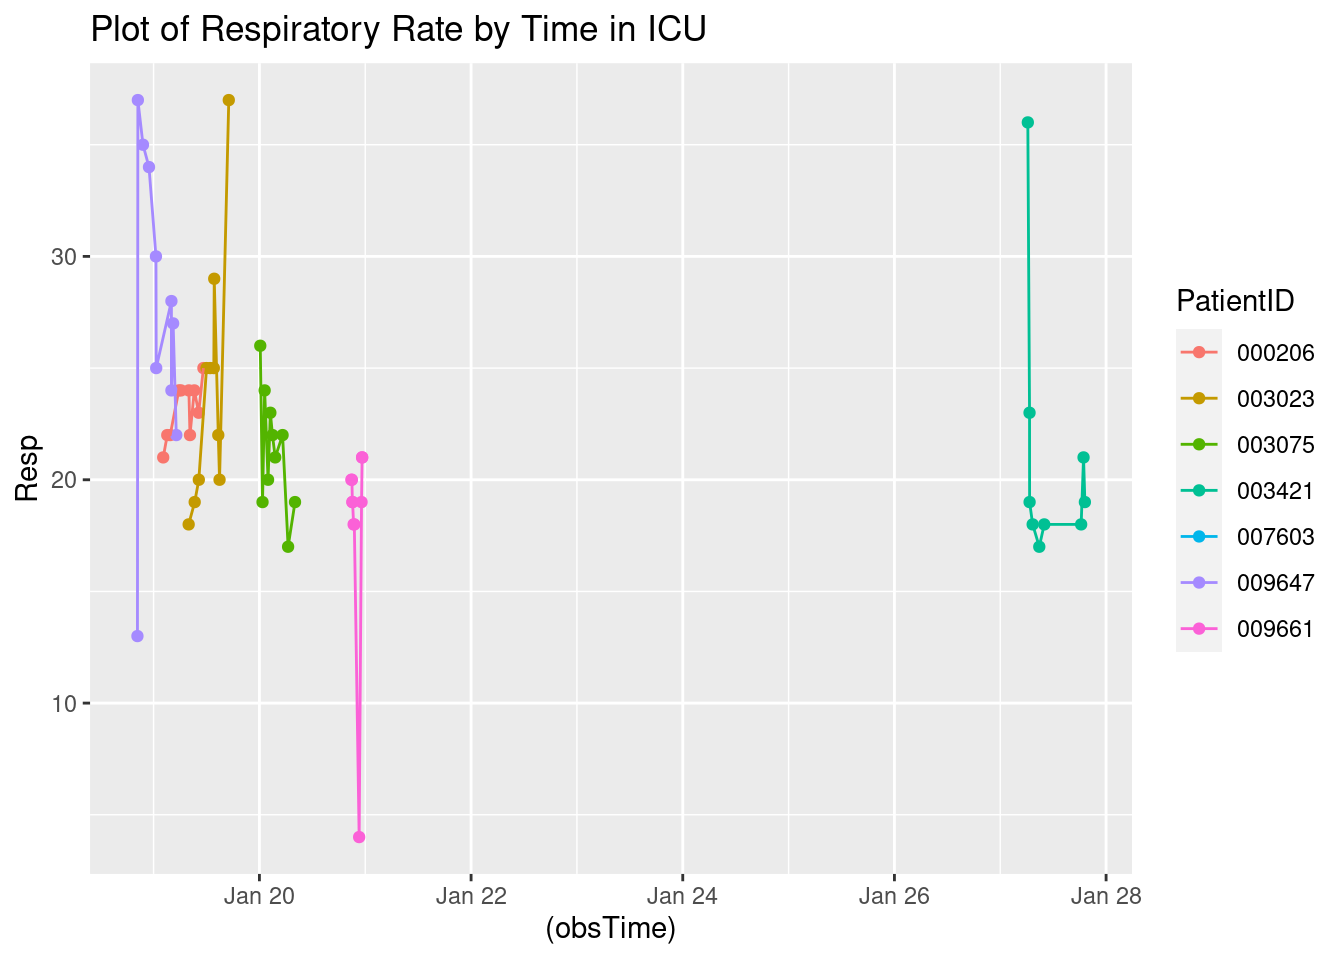 Plot of Respiratory Rate by Time in ICU
Resp
30
20
10
Jan 20
Jan 22
Jan 24
Jan 26
Jan 28
(obsTime)
PatientID
000206
003023
003075
003421
007603
009647
009661